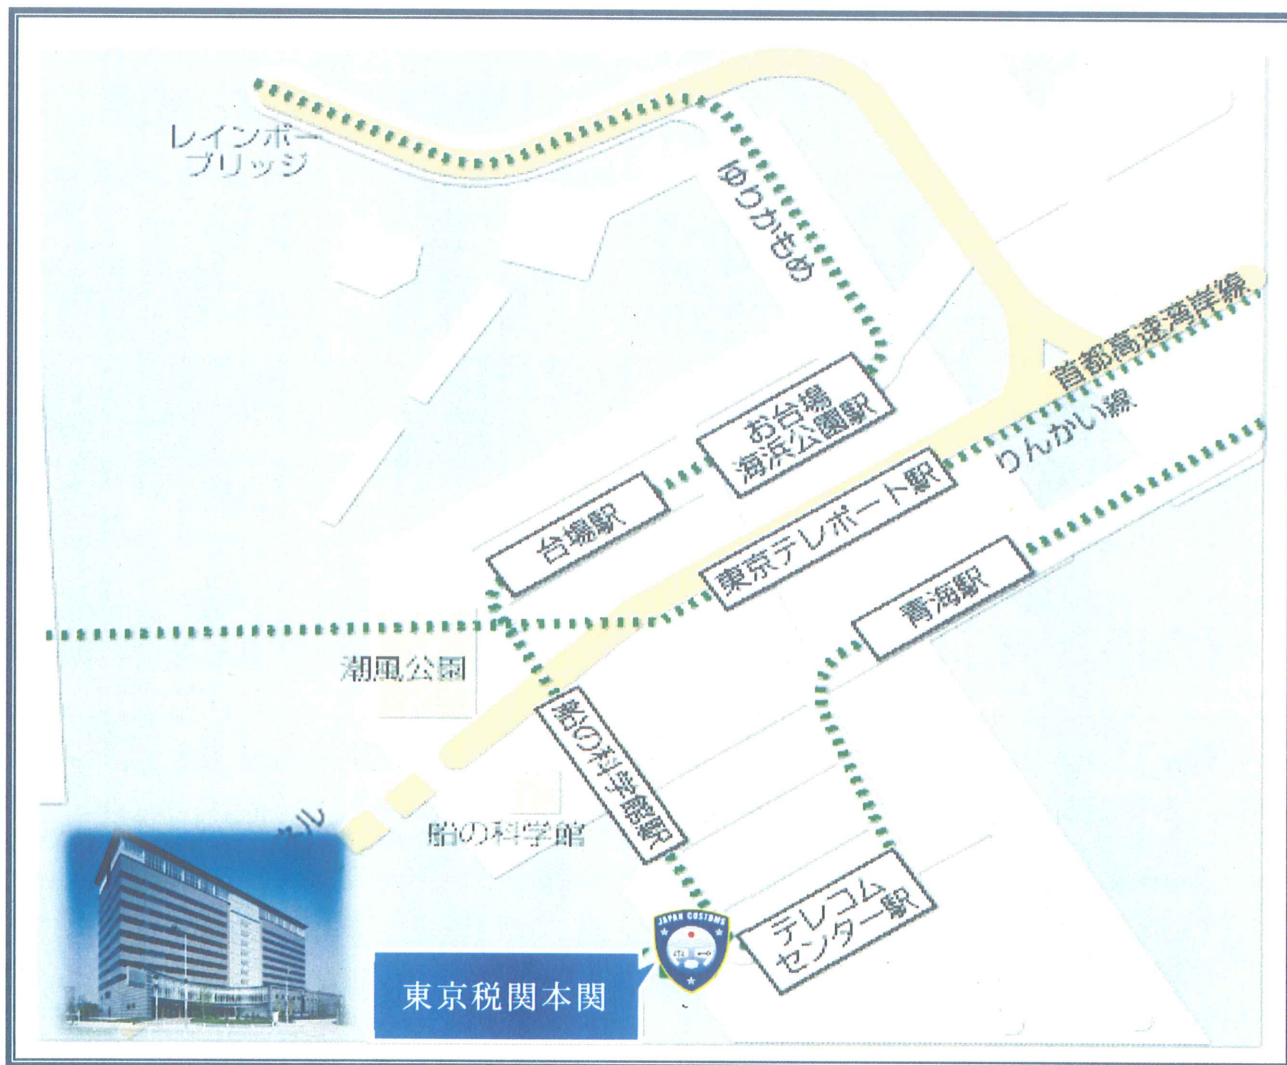 レインボー
ブリッジ
ゆりかもめ
首都高速湾岸線
りんかい線
お台場
海浜公園駅
台場駅
東京テレポート駅
青海駅
潮風公園
船の科学館駅
船の科学館
テレコム
センター駅
JAPAN CUSTOMS
東京税関本関